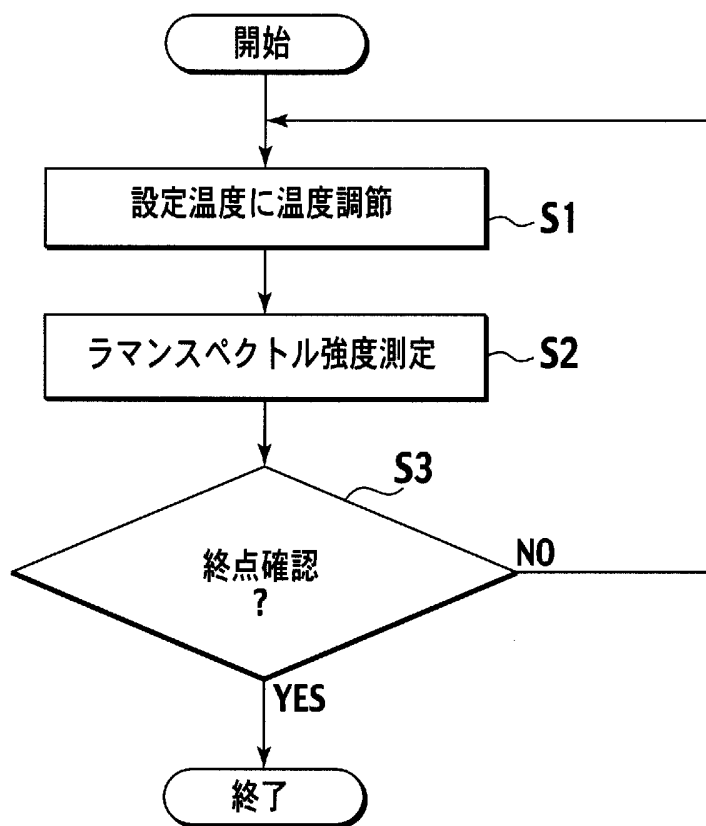 開始
設定温度に温度調節
S1
ラマンスペクトル強度測定
S2
S3
終点確認
?
NO
YES
終了